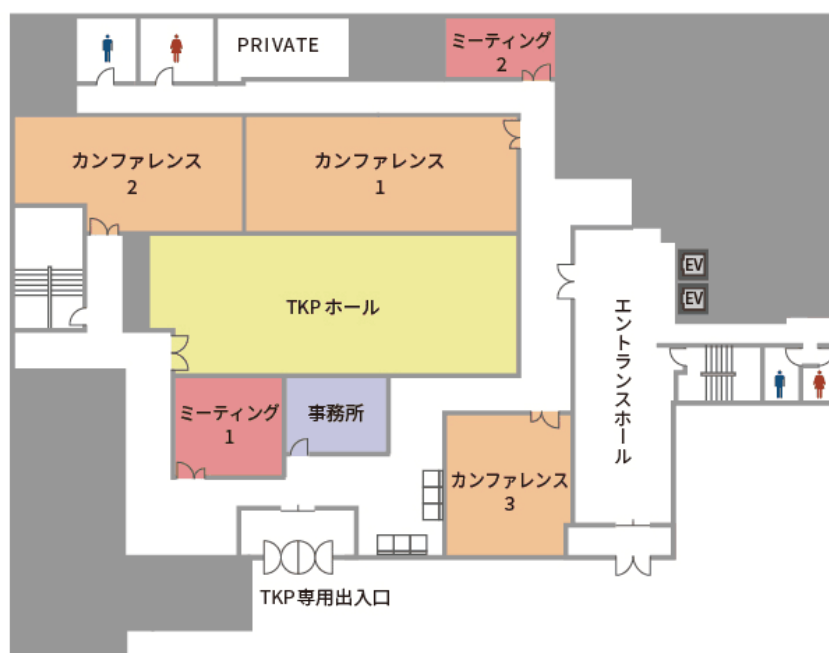 PRIVATE
ミーティング
2
カンファレンス
2
カンファレンス
1
TKP ホール
EV
EV
エントランスホール
ミーティング
1
事務所
カンファレンス
3
TKP専用出入口